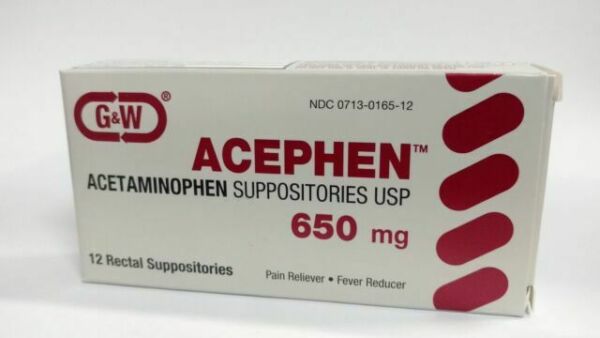 G&W®
NDC 0713-0165-12
ACEPHEN™
ACETAMINOPHEN SUPPOSITORIES USP
650 mg
12 Rectal Suppositories
Pain Reliever • Fever Reducer